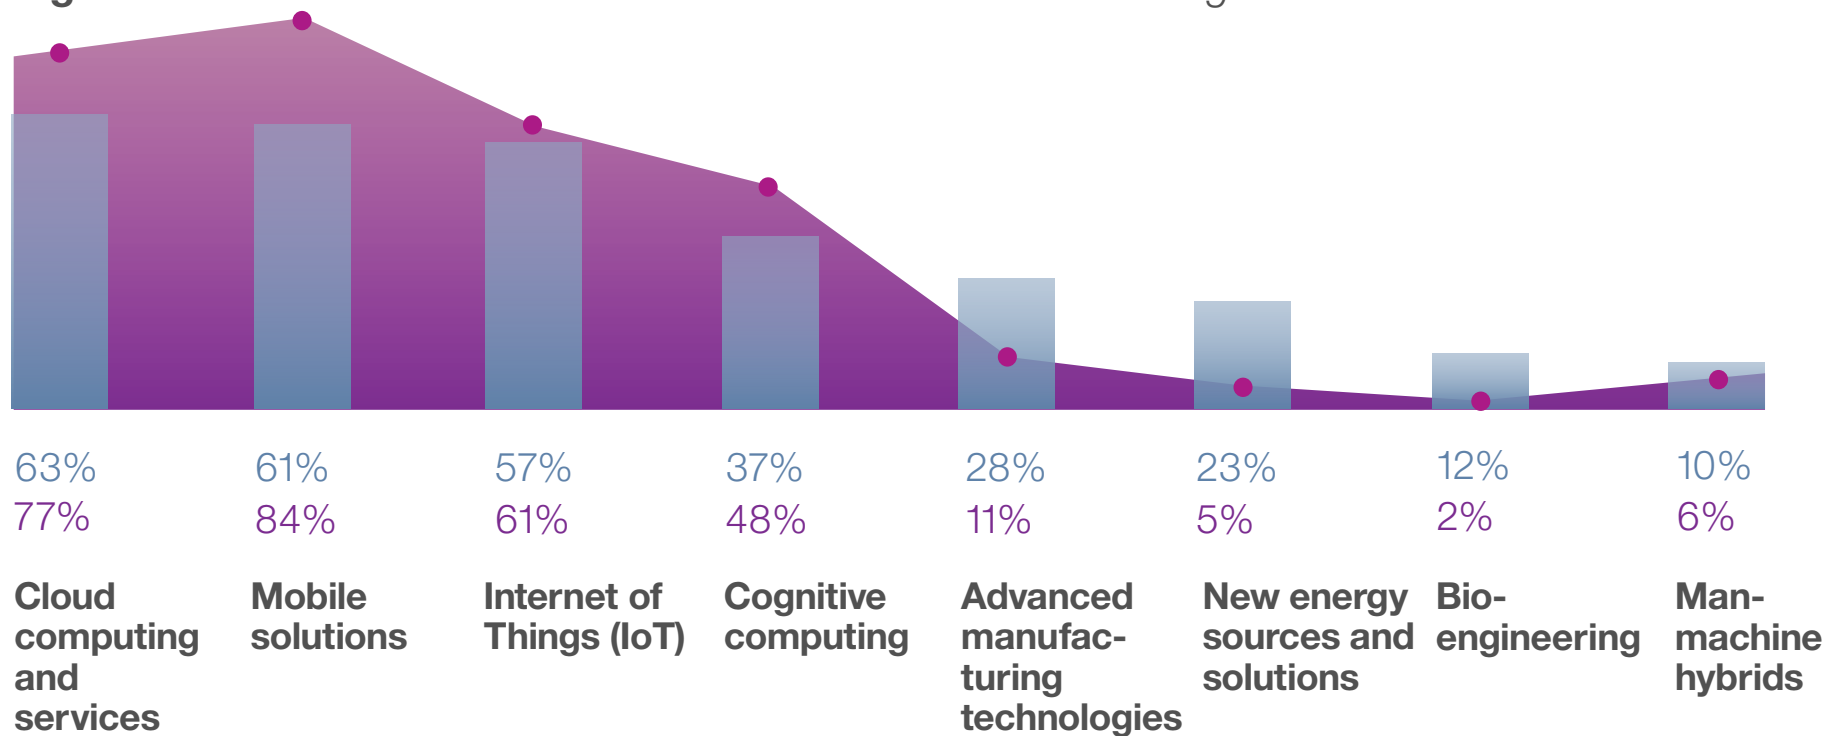 63%
61%
57%
37%
28%
23%
12%
10%
77%
84%
61%
48%
11%
5%
2%
6%
Cloud
computing
and
services
Mobile
solutions
Internet of
Things (IoT)
Cognitive
computing
Advanced
manufac-
turing
technologies
New energy
sources and
solutions
Bio-
engineering
Man-
machine
hybrids